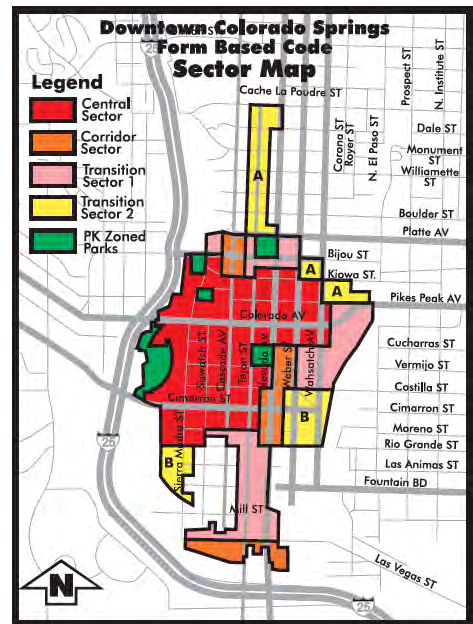 Downtown Colorado Springs
Form Based Code
Sector Map
25
Legend
Central
Sector
Corridor
Sector
Transition
Sector 1
Transition
Sector 2
PK Zoned
Parks
Cache La Poudre ST
Corona ST
Royer ST
N. El Paso ST
Prospect ST
N. Institute ST
Dale ST
Monument
ST
Williamette
ST
Boulder ST
Platte AV
A
Bijou ST
A
Kiowa ST.
A
Pikes Peak AV
Colorado AV
Sawatch ST
Cascade AV
Tejon ST
Nevada AV
Weber ST
Wahsatch AV
Cucharras ST
Vermijo ST
Costilla ST
Cimarron ST
Cimarron ST
B
Moreno ST
Rio Grande ST
25
Sierra Madre ST
B
Las Animas ST
Fountain BD
Mill ST
Las Vegas ST
N
25